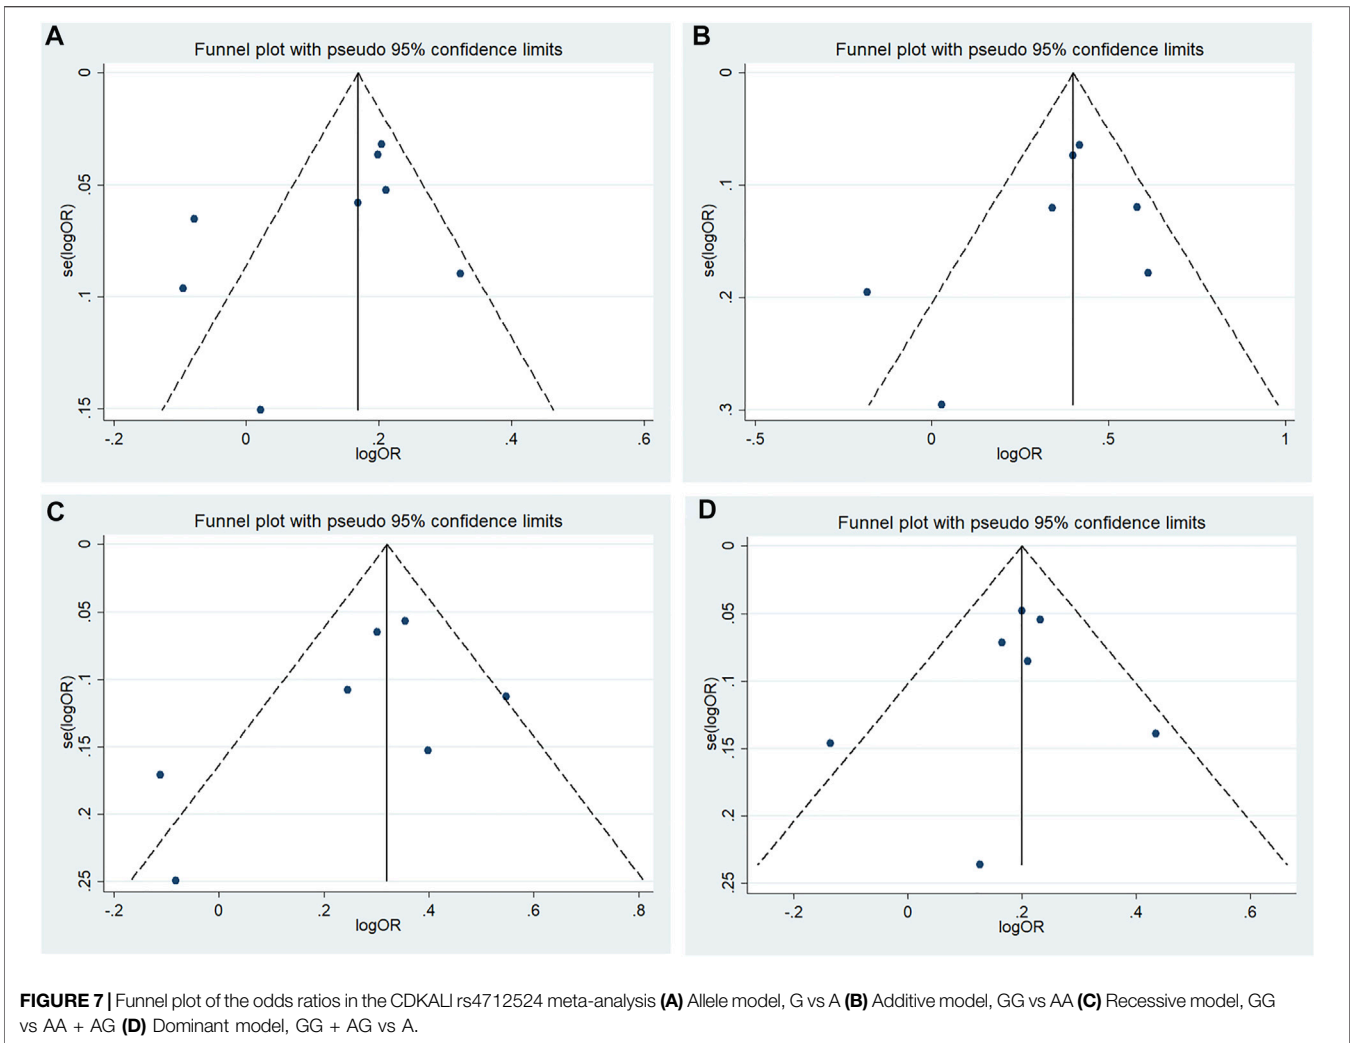 A
Funnel plot with pseudo 95% confidence limits
0
.05
.1
.15
se(logOR)
-.2
0
.2
.4
.6
logOR
B
Funnel plot with pseudo 95% confidence limits
0
.1
.2
.3
se(logOR)
-.5
0
.5
1
logOR
C
Funnel plot with pseudo 95% confidence limits
0
.05
.1
.15
.2
.25
se(logOR)
-.2
0
.2
.4
.6
.8
logOR
D
Funnel plot with pseudo 95% confidence limits
0
.05
.1
.15
.2
.25
se(logOR)
-.2
0
.2
.4
.6
logOR
FIGURE 7 | Funnel plot of the odds ratios in the CDKALI rs4712524 meta-analysis (A) Allele model, G vs A (B) Additive model, GG vs AA (C) Recessive model, GG
vs AA + AG (D) Dominant model, GG + AG vs A.